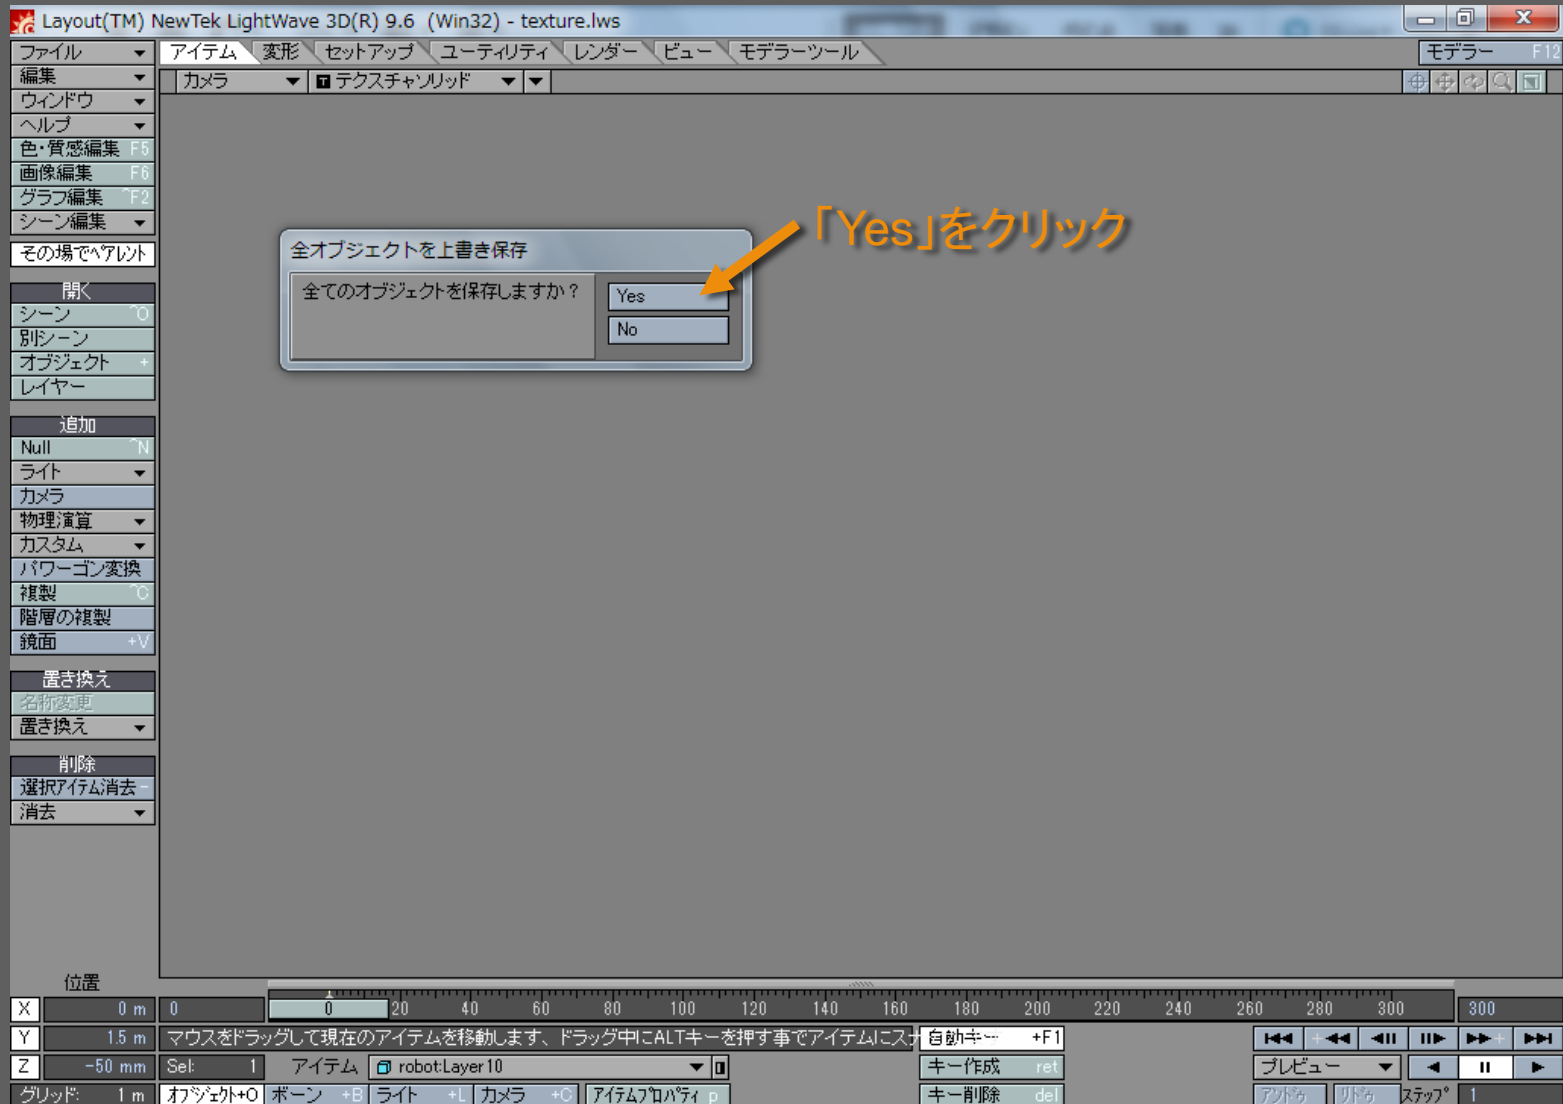 Layout(TM) NewTek LightWave 3D(R) 9.6 (Win32) - texture.lws
ファイル
アイテム 変形 セットアップ ユーティリティ レンダー ビュー モデラーツール
モデラー F12
編集
カメラ テクスチャソリッド
ウィンドウ
ヘルプ
色・質感編集 F5
画像編集 F6
グラフ編集 ^F2
シーン編集
その場でペアレント
開く
シーン ^O
別シーン
オブジェクト +
レイヤー
追加
Null ^N
ライト
カメラ
物理演算
カスタム
パワーゴン変換
複製 ^C
階層の複製
鏡面 +V
置き換え
名称変更
置き換え
削除
選択アイテム消去 -
消去
全オブジェクトを上書き保存
全てのオブジェクトを保存しますか？
Yes
No
「Yes」をクリック
位置
X 0 m
0
0 20 40 60 80 100 120 140 160 180 200 220 240 260 280 300
300
Y 1.5 m
マウスをドラッグして現在のアイテムを移動します、ドラッグ中にALTキーを押す事でアイテムにスナ
自動キー +F1
Z -50 mm
Sel: 1
アイテム robot:Layer10
キー作成 ret
プレビュー
グリッド: 1 m
オブジェクト+O ボーン +B ライト +L カメラ +C アイテムプロパティ p
キー削除 del
アンドゥ リドゥ ステップ 1